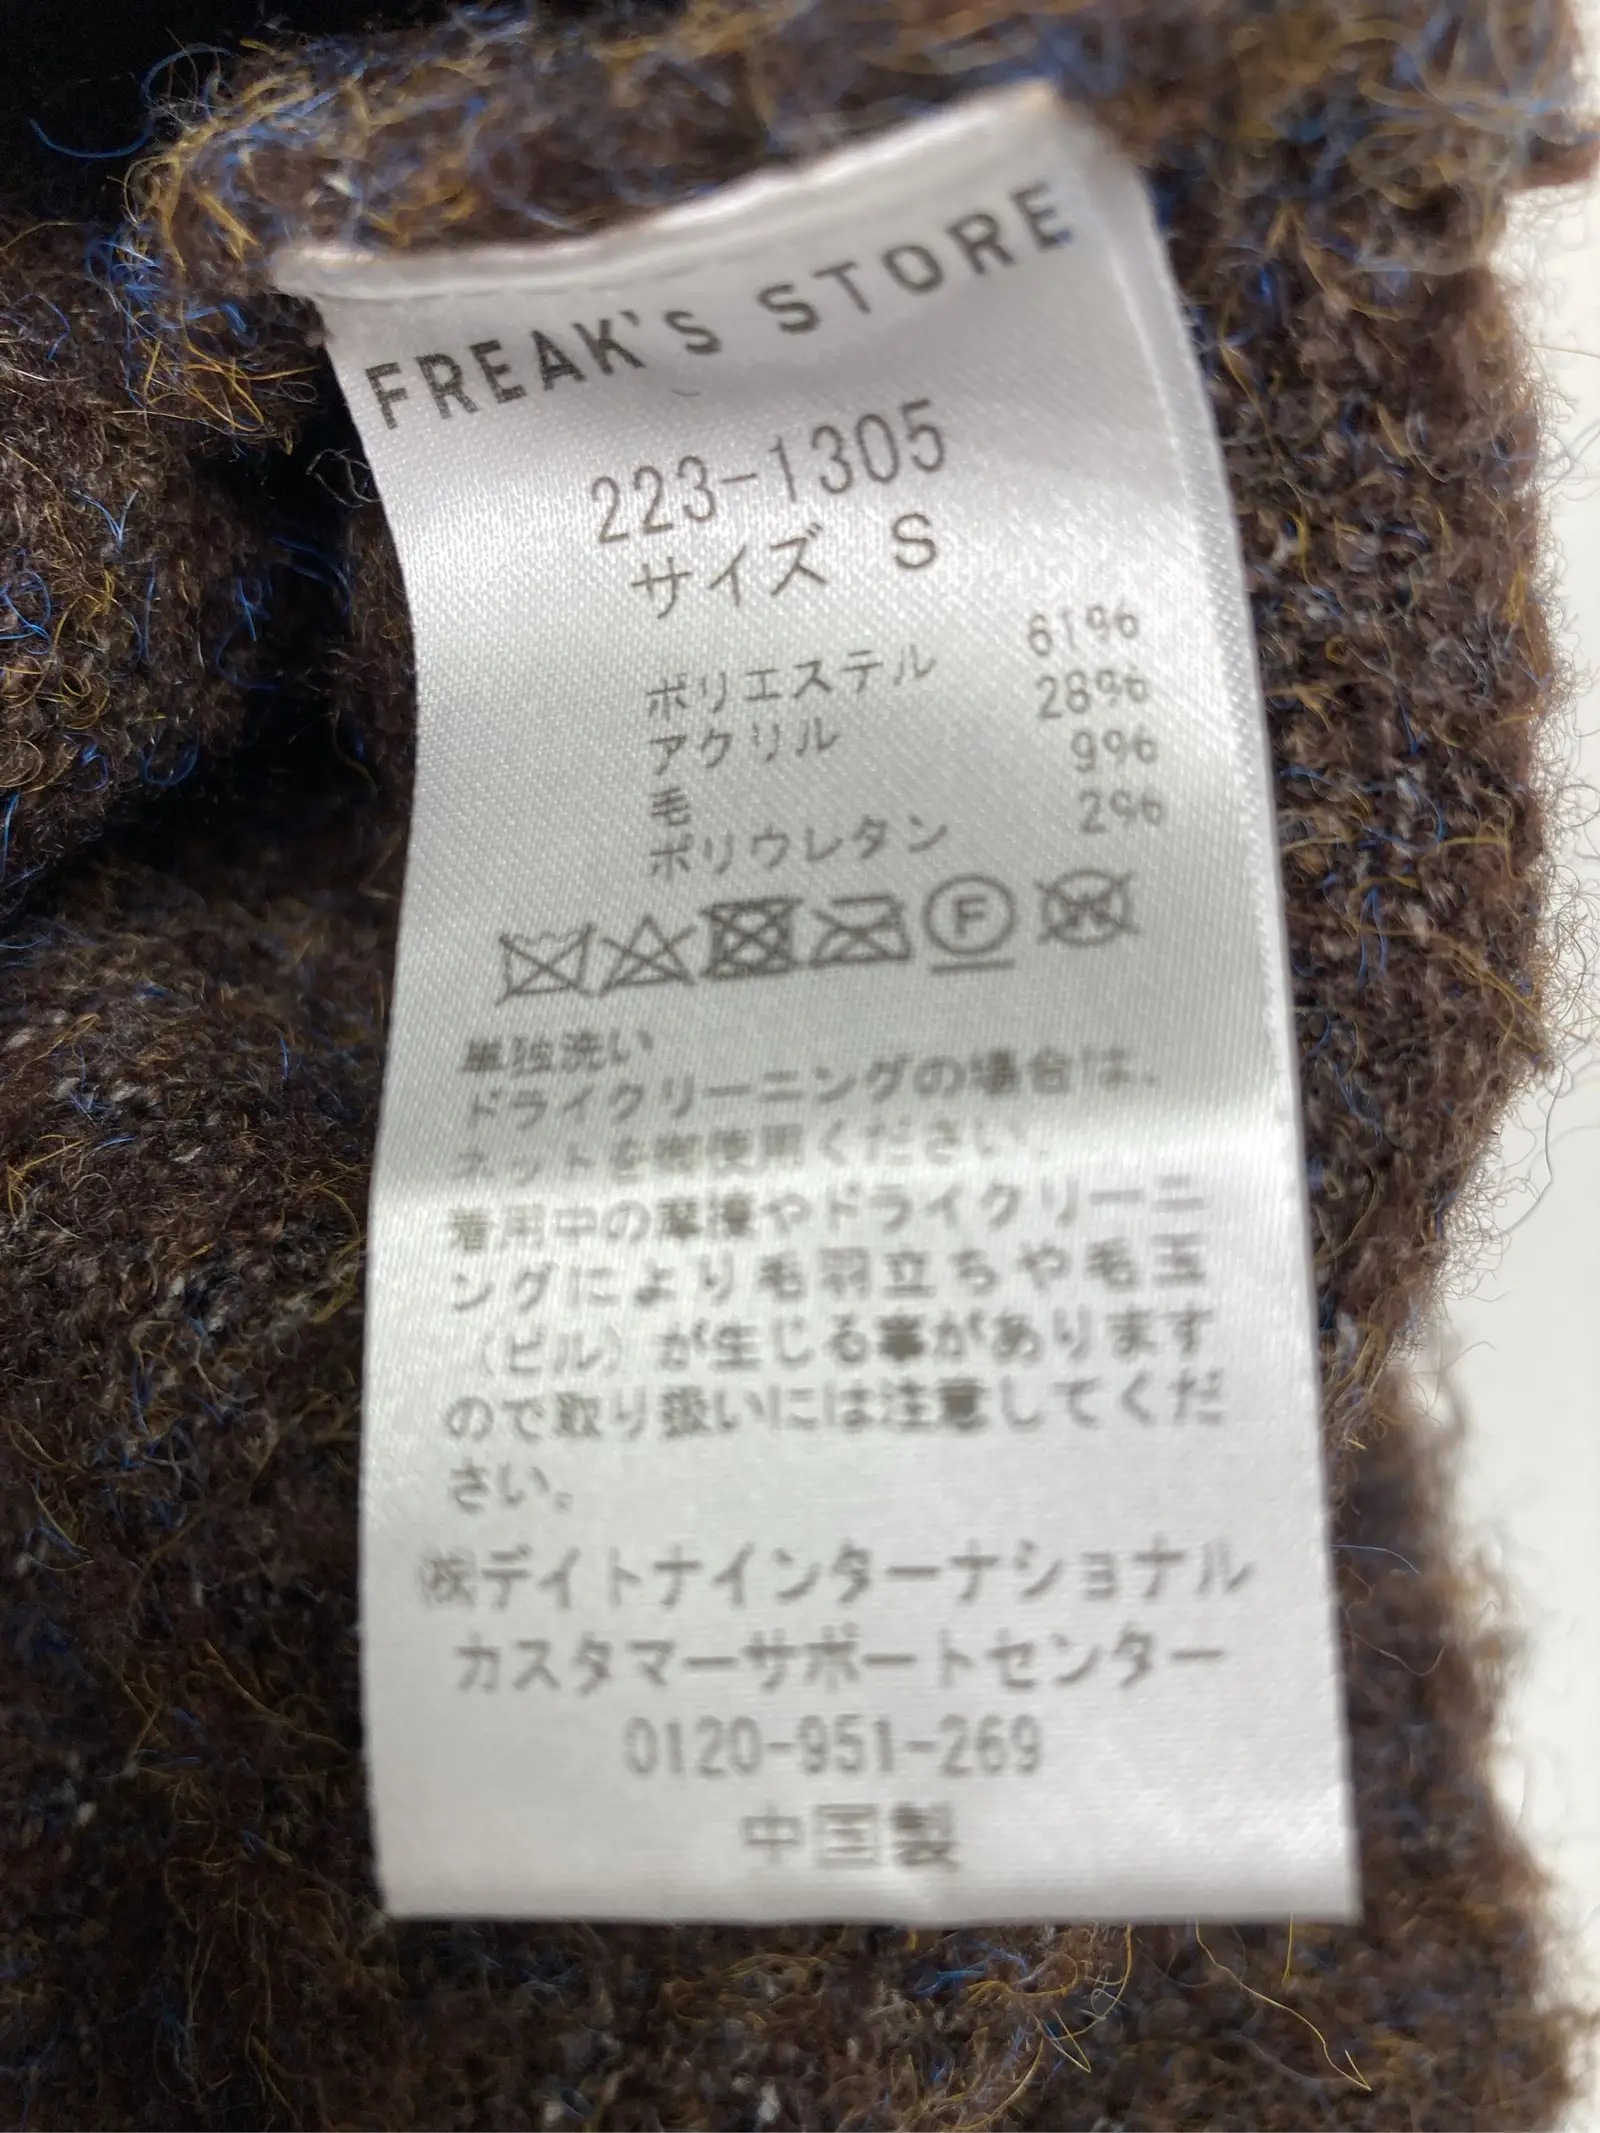 FREAK'S STORE
223-1305
サイズ S
ポリエステル 61%
アクリル 28%
毛 9%
ポリウレタン 2%
F
W
単独洗い
ドライクリーニングの場合は、
ネットを御使用ください。
着用中の摩擦やドライクリーニ
ングにより毛羽立ちや毛玉
(ピル)が生じる事があります
ので取り扱いには注意してくだ
さい。
㈱デイトナインターナショナル
カスタマーサポートセンター
0120-951-269
中国製